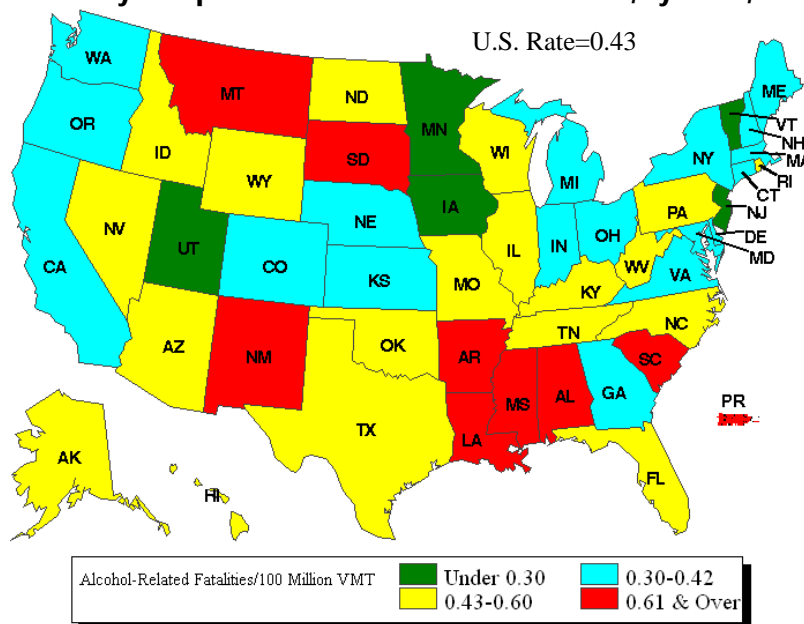 U.S. Rate=0.43
WA
MT
ND
MN
ME
OR
ID
SD
WI
VT
NH
WY
MI
NY
MA
RI
CT
NV
UT
NE
IA
PA
NJ
CA
CO
IL
IN
OH
DE
MD
KS
MO
WV
VA
KY
AZ
NM
OK
AR
TN
NC
SC
MS
AL
GA
PR
TX
LA
AK
HI
FL
Alcohol-Related Fatalities/100 Million VMT
Under 0.30
0.30-0.42
0.43-0.60
0.61 & Over